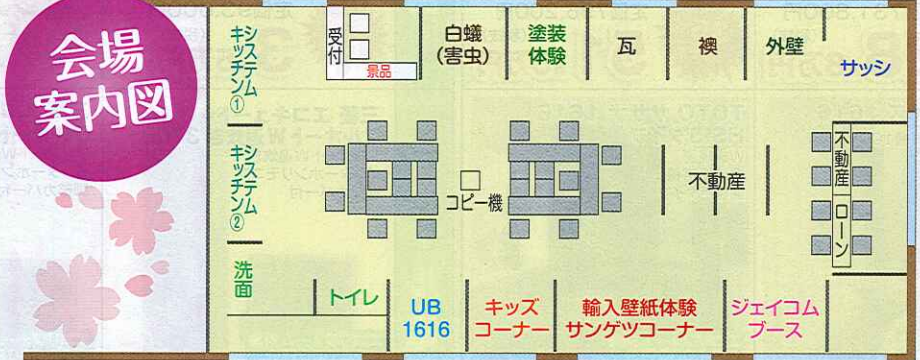 会場
案内図
システム
キッチン①
受付
景品
白蟻
(害虫)
塗装
体験
瓦
襖
外壁
サッシ
システム
キッチン②
コピー機
不動産
不動産
ローン
洗面
トイレ
UB
1616
キッズ
コーナー
輸入壁紙体験
サンゲツコーナー
ジェイコム
ブース